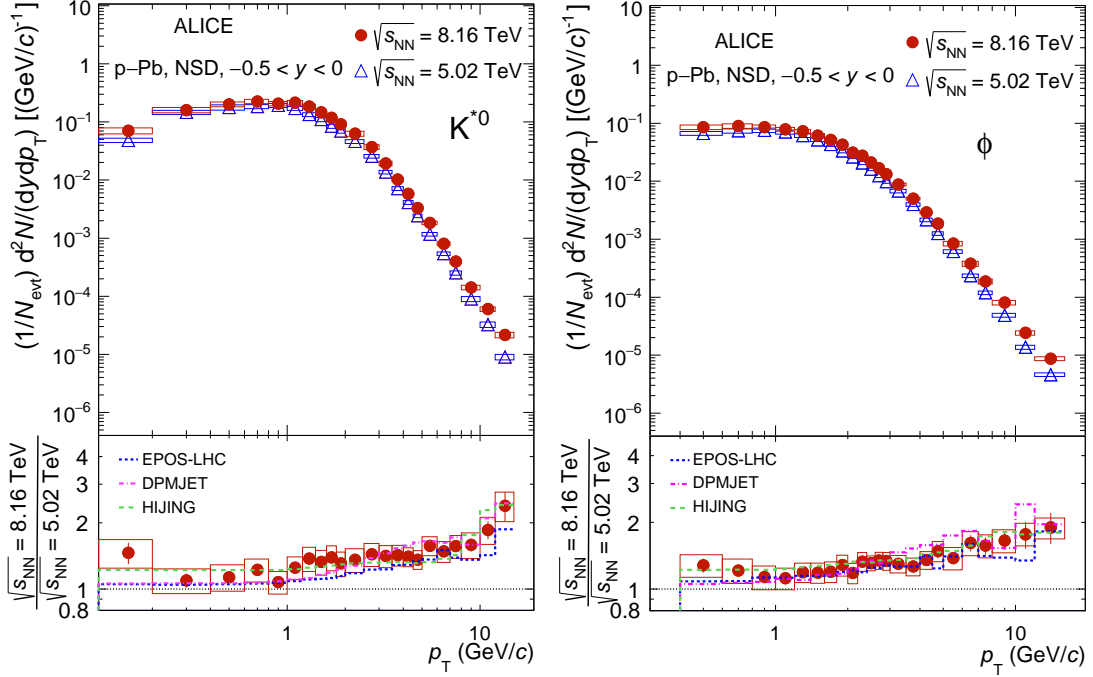 ALICE
√s_NN = 8.16 TeV
p–Pb, NSD, –0.5 < y < 0
√s_NN = 5.02 TeV
K*0
(1/N_evt) d²N/(dydp_T) [(GeV/c)⁻¹]
1
10⁻¹
10⁻²
10⁻³
10⁻⁴
10⁻⁵
10⁻⁶
EPOS-LHC
DPMJET
HIJING
√s_NN = 8.16 TeV
√s_NN = 5.02 TeV
4
3
2
1
0.8
1
10
p_T (GeV/c)
ALICE
√s_NN = 8.16 TeV
p–Pb, NSD, –0.5 < y < 0
√s_NN = 5.02 TeV
ϕ
(1/N_evt) d²N/(dydp_T) [(GeV/c)⁻¹]
10
1
10⁻¹
10⁻²
10⁻³
10⁻⁴
10⁻⁵
10⁻⁶
EPOS-LHC
DPMJET
HIJING
√s_NN = 8.16 TeV
√s_NN = 5.02 TeV
4
3
2
1
0.8
1
10
p_T (GeV/c)